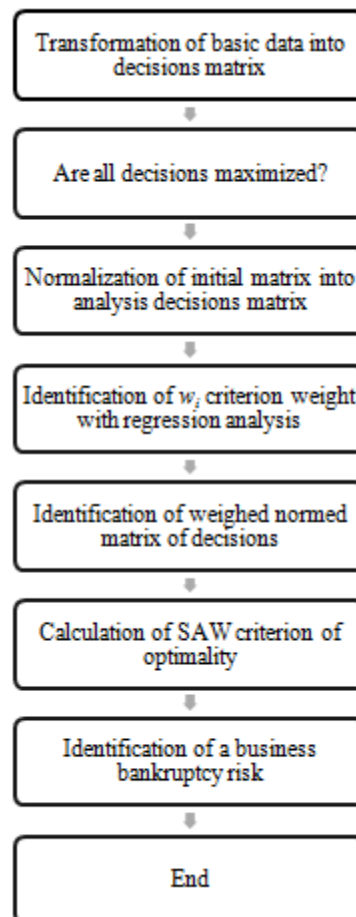 Transformation of basic data into
decisions matrix
Are all decisions maximized?
Normalization of initial matrix into
analysis decisions matrix
Identification of wᵢ criterion weight
with regression analysis
Identification of weighed normed
matrix of decisions
Calculation of SAW criterion of
optimality
Identification of a business
bankruptcy risk
End